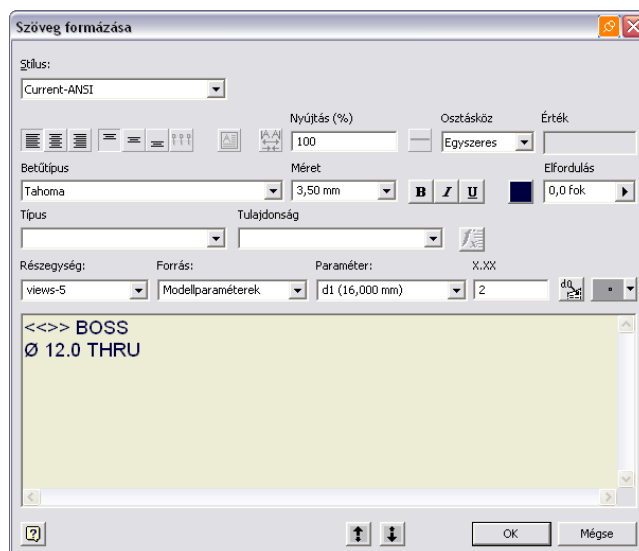 Szöveg formázása
Stílus:
Current-ANSI
Nyújtás (%) Osztásköz Érték
100 Egyszeres
Betűtípus Méret Elfordulás
Tahoma 3,50 mm B I U 0,0 fok
Típus Tulajdonság
Részegység: Forrás: Paraméter: X.XX
views-5 Modellparaméterek d1 (16,000 mm) 2
<<>> BOSS
Ø 12.0 THRU
OK Mégse